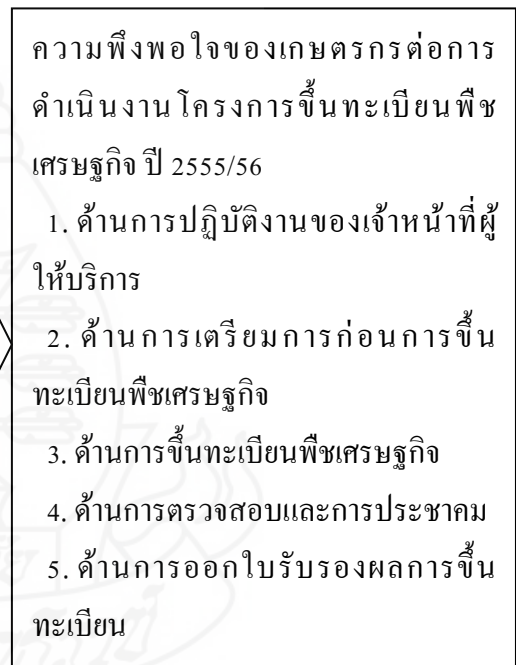 ความพึงพอใจของเกษตรกรต่อการ
ดำเนินงานโครงการขึ้นทะเบียนพืช
เศรษฐกิจ ปี 2555/56
1. ด้านการปฏิบัติงานของเจ้าหน้าที่ผู้
ให้บริการ
2. ด้านการเตรียมการก่อนการขึ้น
ทะเบียนพืชเศรษฐกิจ
3. ด้านการขึ้นทะเบียนพืชเศรษฐกิจ
4. ด้านการตรวจสอบและการประชาคม
5. ด้านการออกใบรับรองผลการขึ้น
ทะเบียน